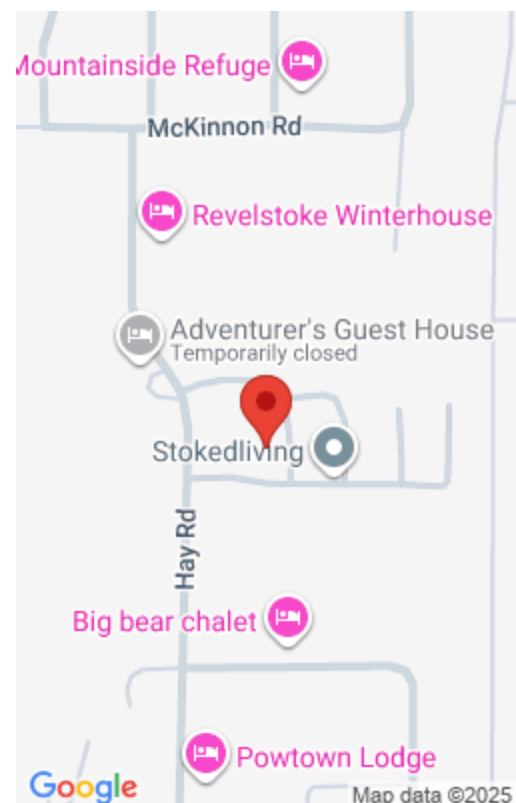 Mountainside Refuge
McKinnon Rd
Revelstoke Winterhouse
Adventurer's Guest House
Temporarily closed
Stokedliving
Hay Rd
Big bear chalet
Powtown Lodge
Google
Map data ©2025